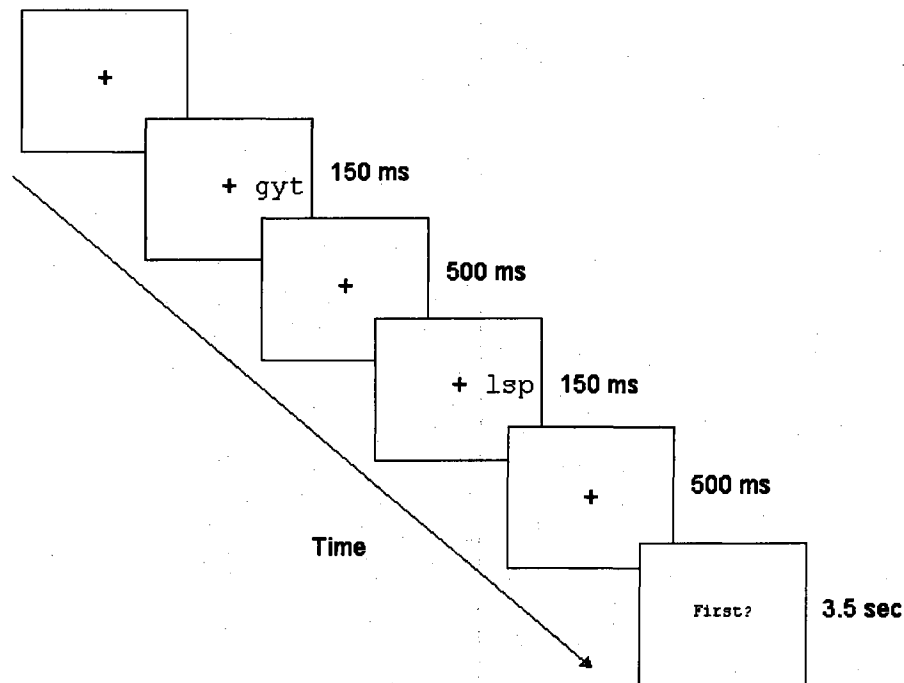 +
+ gyt
150 ms
+
500 ms
+ lsp
150 ms
+
500 ms
Time
First?
3.5 sec